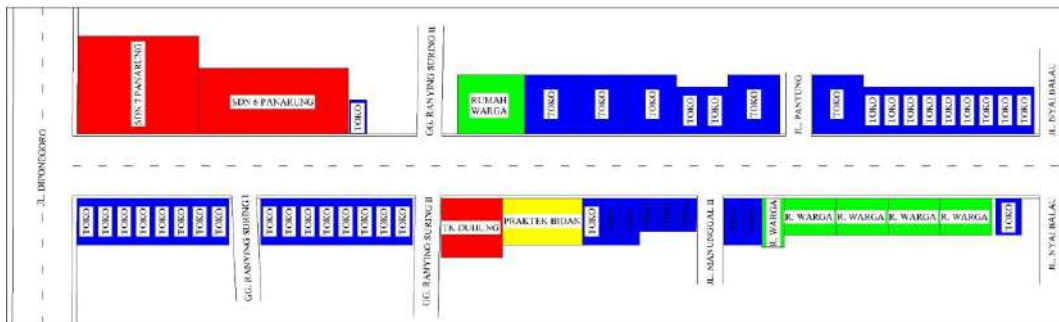 JL. DIPONEGORO
SDN 7 PANARUNG
SDN 6 PANARUNG
TOKO
GG. RANYING SURING II
RUMAH
WARGA
TOKO
TOKO
TOKO
TOKO
TOKO
TOKO
JL. PANTUNG
TOKO
TOKO
TOKO
TOKO
TOKO
TOKO
TOKO
TOKO
TOKO
JL. NYAI BALAU
TOKO
TOKO
TOKO
TOKO
TOKO
TOKO
TOKO
TOKO
GG. RANYING SURING I
TOKO
TOKO
TOKO
TOKO
TOKO
TOKO
TOKO
TOKO
GG. RANYING SURING II
TK DUHUNG
PRAKTEK BIDAN
TOKO
JL. MANUNGGAL II
R. WARGA
R. WARGA
R. WARGA
R. WARGA
R. WARGA
TOKO
JL. NYAI BALAU